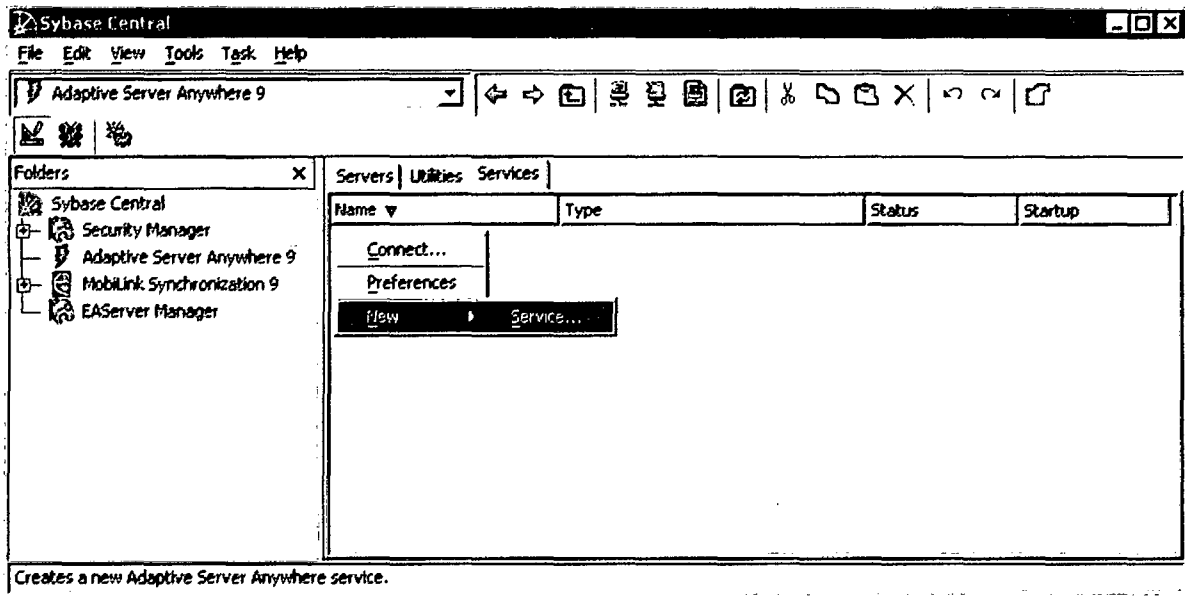 Sybase Central
File Edit View Tools Task Help
Adaptive Server Anywhere 9
Folders
Servers Utilities Services
Sybase Central
Security Manager
Adaptive Server Anywhere 9
MobiLink Synchronization 9
EAServer Manager
Name Type Status Startup
Connect...
Preferences
New Service...
Creates a new Adaptive Server Anywhere service.